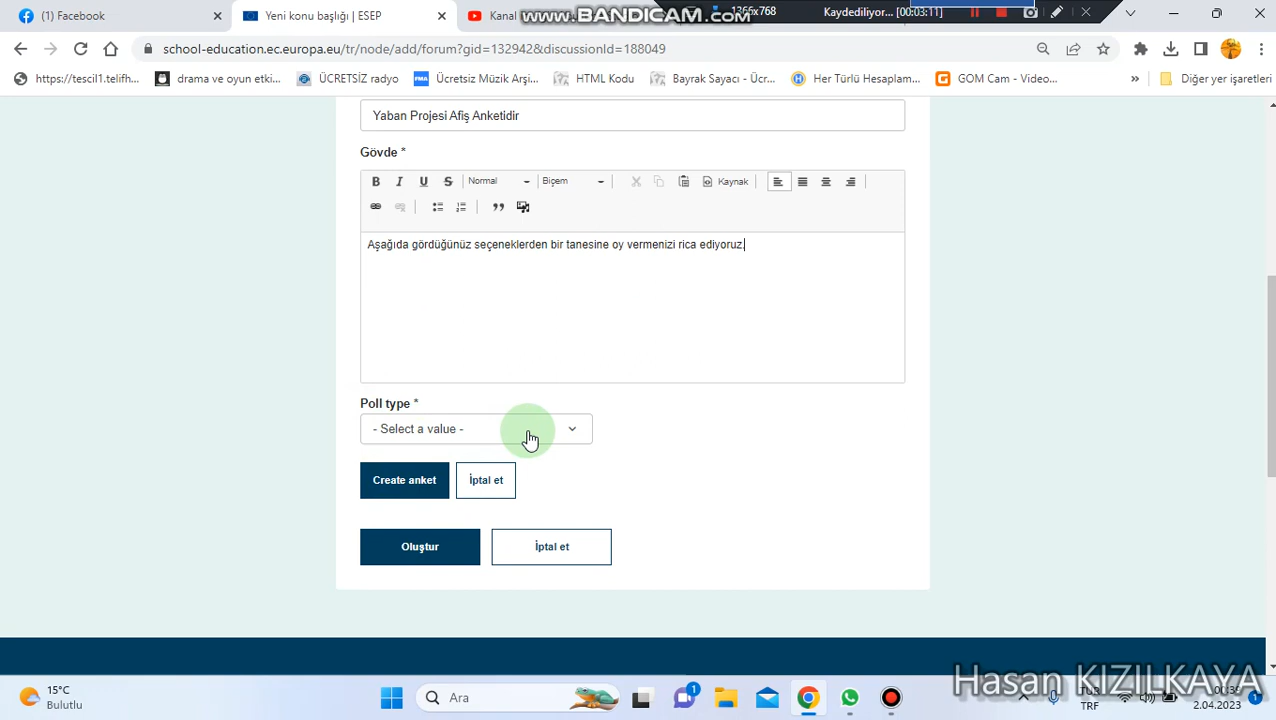 (1) Facebook
Yeni konu başlığı | ESEP
Kanal
www.BANDICAM.com
1366x768
Kaydediliyor... [00:03:11]
school-education.ec.europa.eu/tr/node/add/forum?gid=132942&discussionId=188049
https://tescil1.telifh...
drama ve oyun etki...
ÜCRETSİZ radyo
Ücretsiz Müzik Arşi...
HTML Kodu
Bayrak Sayacı - Ücr...
Her Türlü Hesaplam...
GOM Cam - Video...
»
Diğer yer işaretleri
Yaban Projesi Afiş Anketidir
Gövde *
B I U S Normal Biçem Kaynak
Aşağıda gördüğünüz seçeneklerden bir tanesine oy vermenizi rica ediyoruz.
Poll type *
- Select a value -
Create anket
İptal et
Oluştur
İptal et
Hasan KIZILKAYA
15°C
Bulutlu
Ara
1
TRF
2.04.2023
1